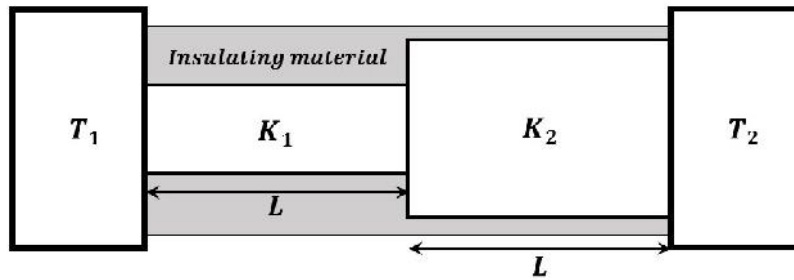 Insulating material
T₁
K₁
K₂
T₂
L
L